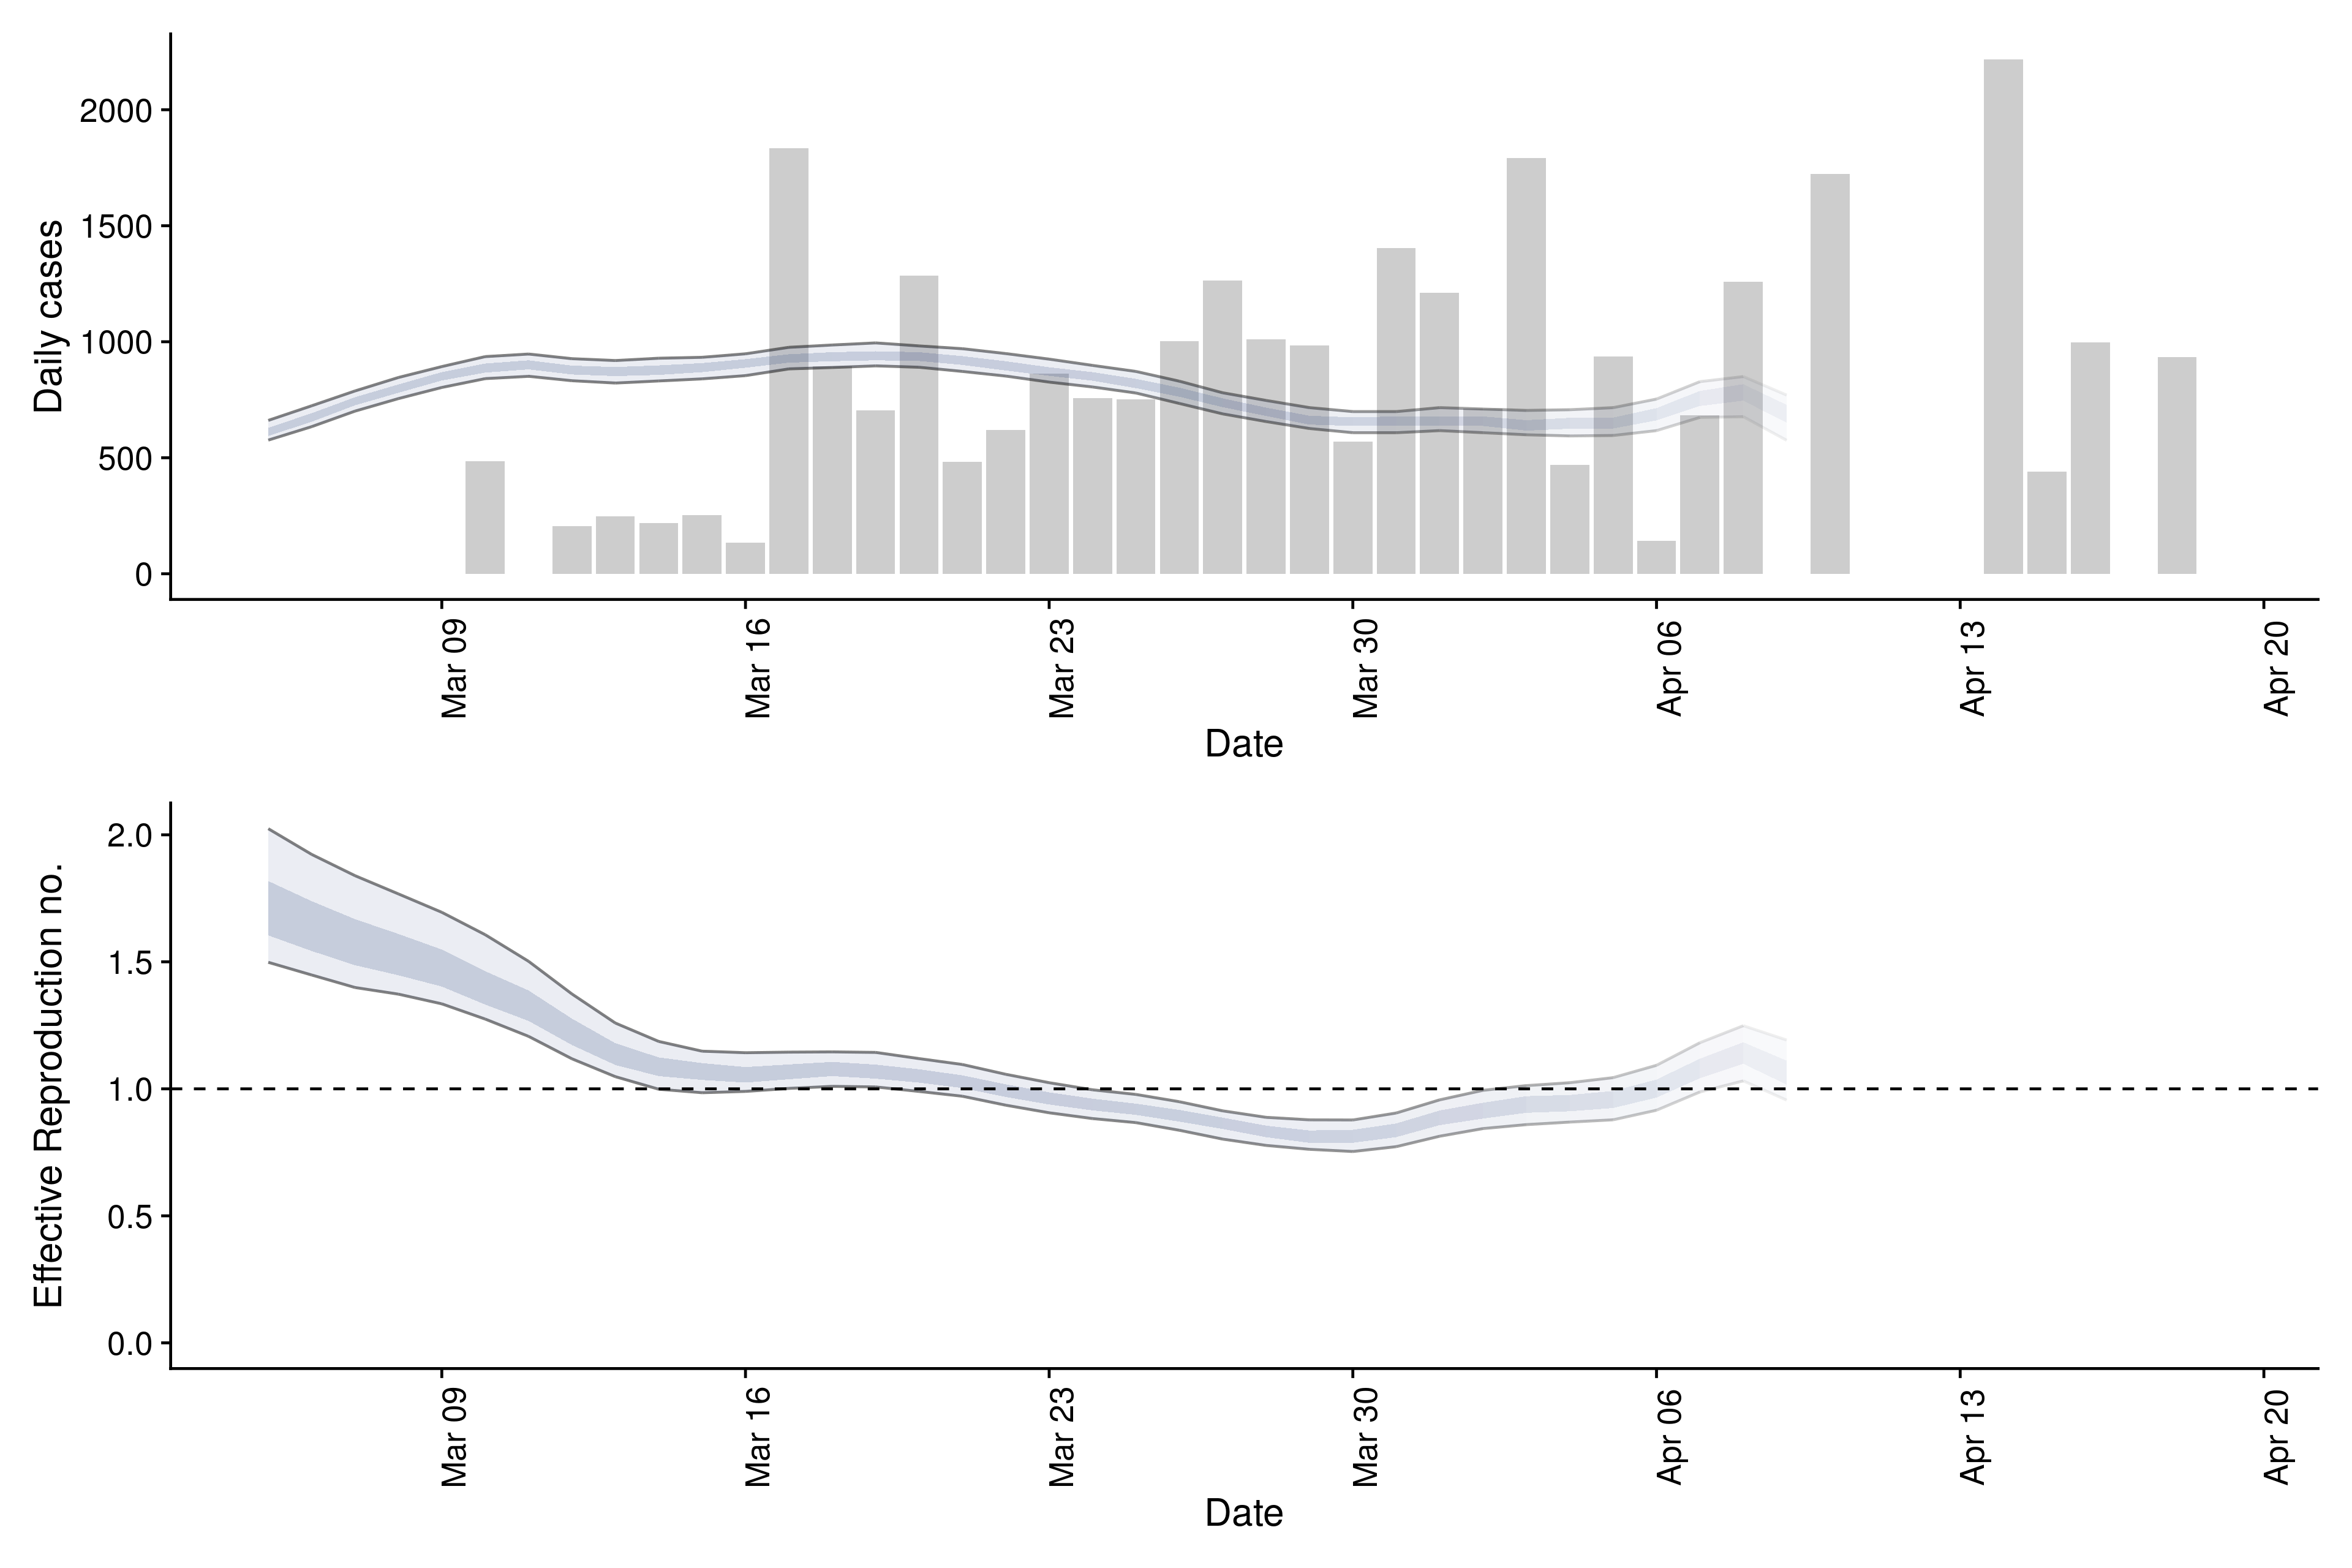 Daily cases
2000
1500
1000
500
0
Mar 09
Mar 16
Mar 23
Mar 30
Apr 06
Apr 13
Apr 20
Date
Effective Reproduction no.
2.0
1.5
1.0
0.5
0.0
Mar 09
Mar 16
Mar 23
Mar 30
Apr 06
Apr 13
Apr 20
Date